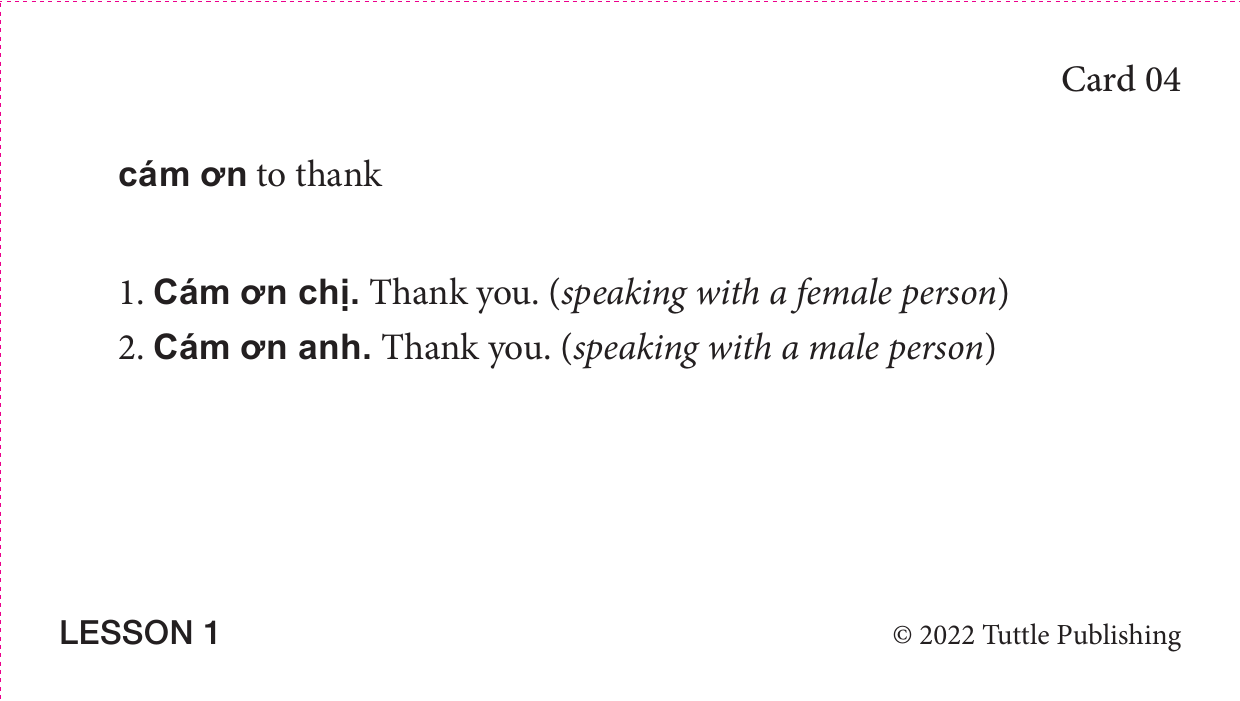 Card 04
cám ơn to thank
1. Cám ơn chị. Thank you. (speaking with a female person)
2. Cám ơn anh. Thank you. (speaking with a male person)
LESSON 1
© 2022 Tuttle Publishing